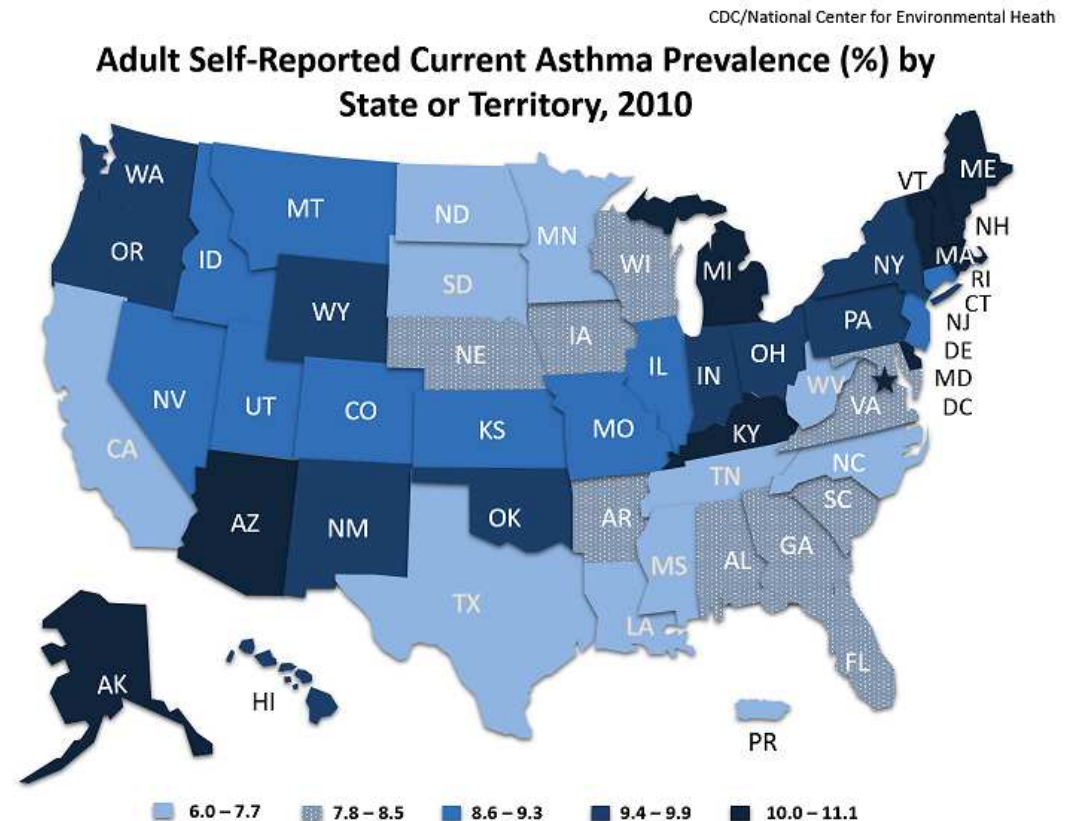 CDC/National Center for Environmental Heath
Adult Self-Reported Current Asthma Prevalence (%) by
State or Territory, 2010
WA
MT
ND
MN
VT
ME
OR
ID
SD
WI
MI
NY
MA
NH
RI
CT
WY
NE
IA
PA
NJ
NV
UT
CO
KS
MO
IL
IN
OH
DE
WV
VA
MD
DC
CA
KY
NC
AZ
NM
OK
AR
TN
SC
TX
LA
MS
AL
GA
AK
HI
FL
PR
6.0 – 7.7 7.8 – 8.5 8.6 – 9.3 9.4 – 9.9 10.0 – 11.1